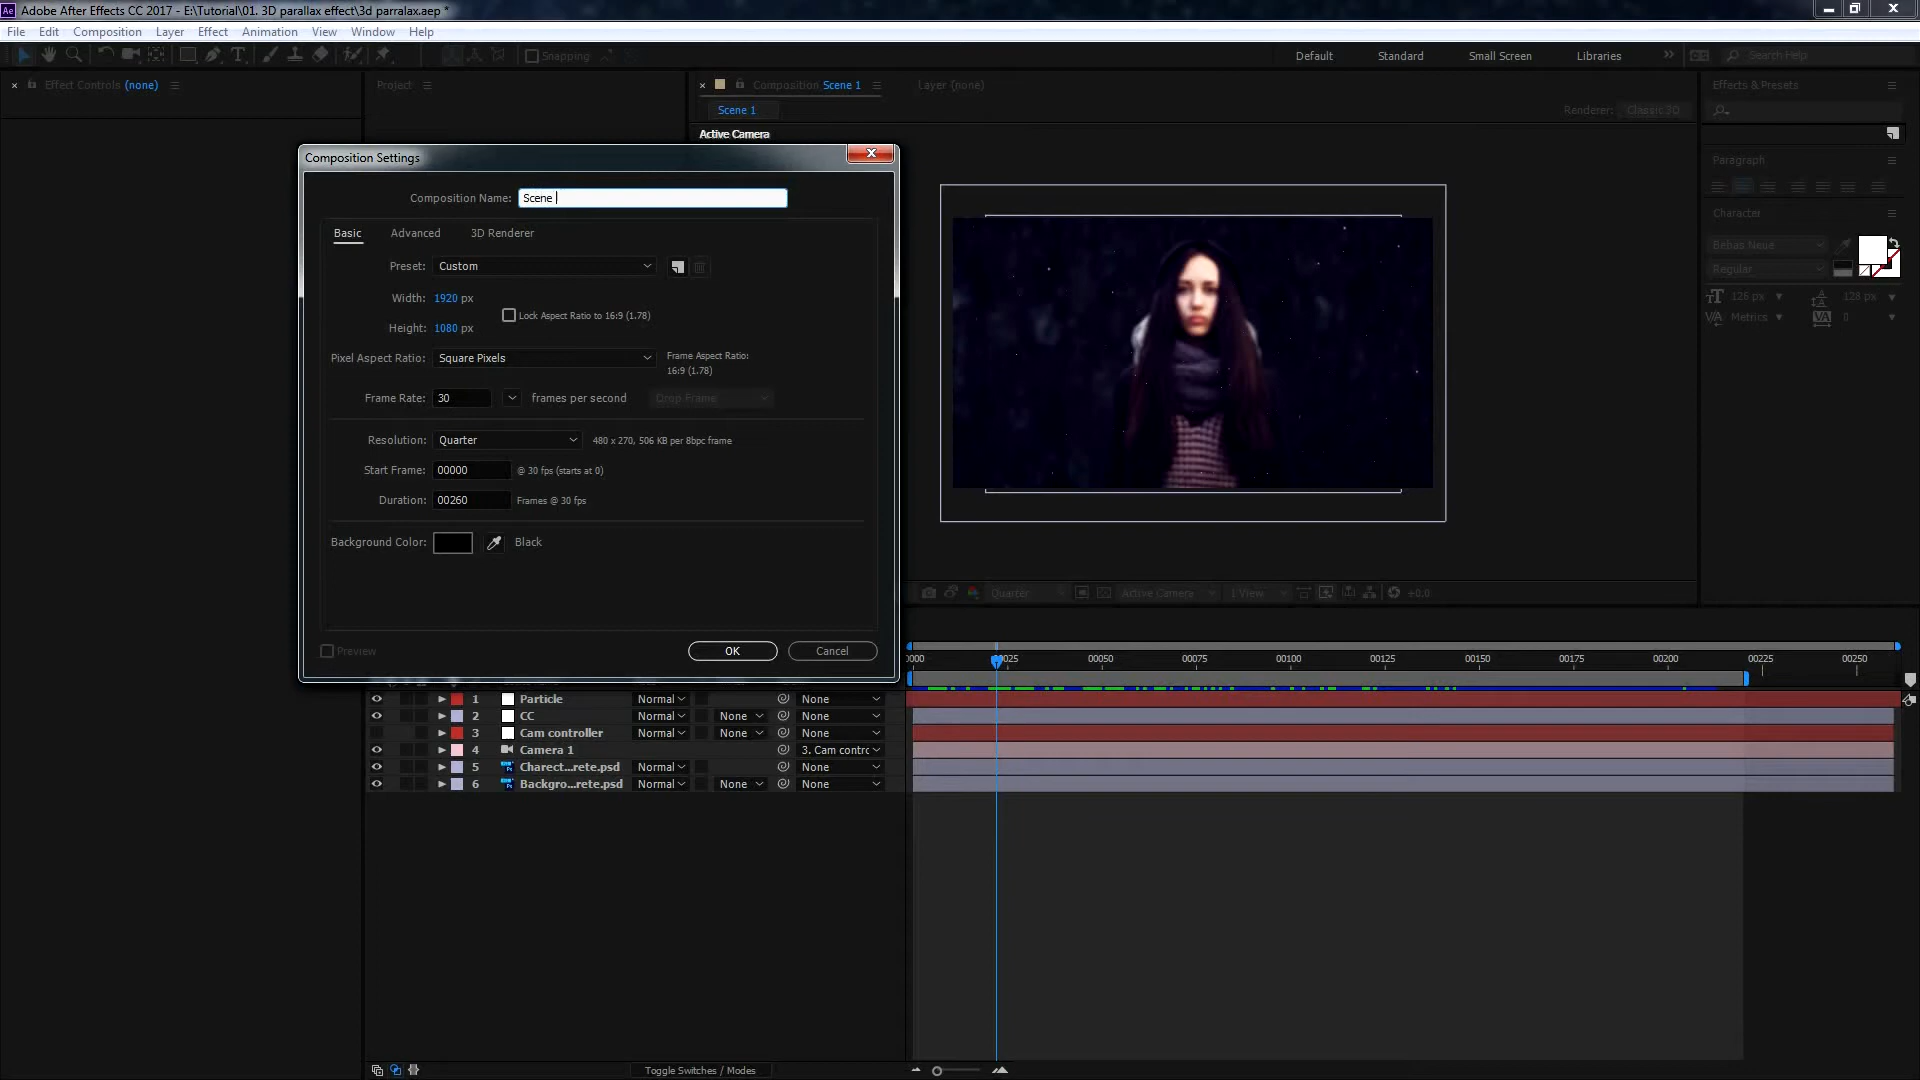 Ae Adobe After Effects CC 2017 - E:\Tutorial\01. 3D parallax effect\3d parralax.aep *
File Edit Composition Layer Effect Animation View Window Help
Snapping Default Standard Small Screen Libraries Search Help
Effect Controls (none) Project Composition Scene 1 Layer (none) Effects & Presets
Scene 1 Renderer: Classic 3D
Active Camera
Composition Settings
Composition Name: Scene
Basic Advanced 3D Renderer
Preset: Custom
Width: 1920 px
Lock Aspect Ratio to 16:9 (1.78)
Height: 1080 px
Pixel Aspect Ratio: Square Pixels
Frame Aspect Ratio:
16:9 (1.78)
Frame Rate: 30 frames per second Drop Frame
Resolution: Quarter 480 x 270, 506 KB per 8bpc frame
Start Frame: 00000 @ 30 fps (starts at 0)
Duration: 00260 Frames @ 30 fps
Background Color: Black
Preview OK Cancel
Paragraph
Character
Bebas Neue
Regular
126 px 128 px
Metrics 0
Quarter Active Camera 1 View +0.0
0000 0025 00050 00075 00100 00125 00150 00175 00200 00225 00250
1 Particle Normal None
2 CC Normal None None
3 Cam controller Normal None None
4 Camera 1 3. Cam contrc
5 Charect...rete.psd Normal None
6 Backgro...rete.psd Normal None None
Toggle Switches / Modes